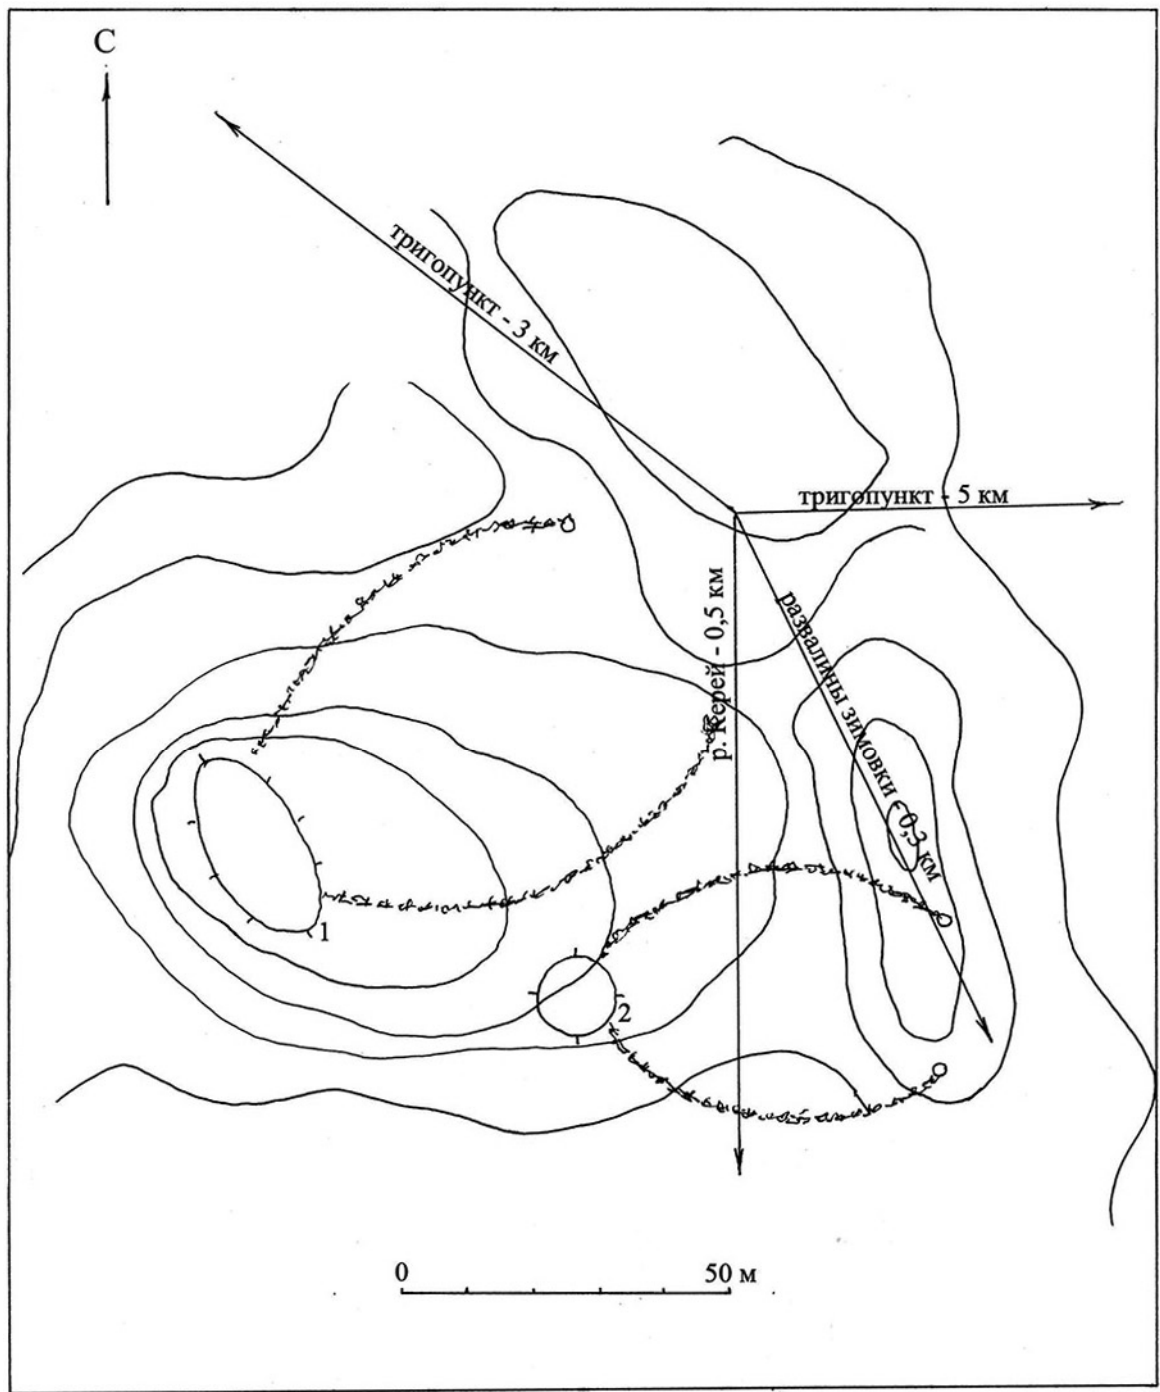 С
тригопункт - 3 км
тригопункт - 5 км
р. Керей - 0,5 км
развалины зимовки - 0,3 км
1
2
0 50 м